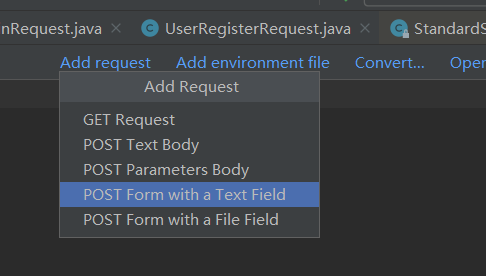 nRequest.java UserRegisterRequest.java StandardS
Add request Add environment file Convert... Open
Add Request
GET Request
POST Text Body
POST Parameters Body
POST Form with a Text Field
POST Form with a File Field